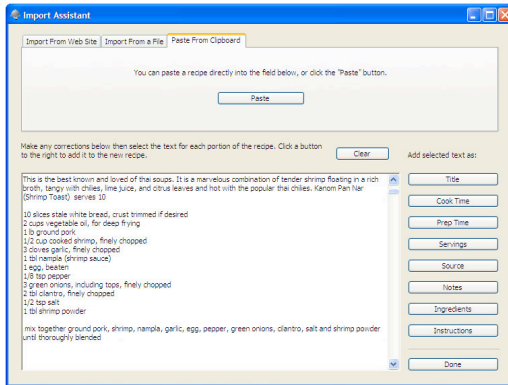 Import Assistant
Import From Web Site
Import From a File
Paste From Clipboard
You can paste a recipe directly into the field below, or click the "Paste" button.
Paste
Make any corrections below then select the text for each portion of the recipe. Click a button
to the right to add it to the new recipe.
Clear
Add selected text as:
This is the best known and loved of thai soups. It is a marvelous combination of tender shrimp floating in a rich
broth, tangy with chilies, lime juice, and citrus leaves and hot with the popular thai chilies. Kanom Pan Nar
(Shrimp Toast)  serves 10
10 slices stale white bread, crust trimmed if desired
2 cups vegetable oil, for deep frying
1 lb ground pork
1/2 cup cooked shrimp, finely chopped
3 cloves garlic, finely chopped
1 tbl nampla (shrimp sauce)
1 egg, beaten
1/8 tsp pepper
3 green onions, including tops, finely chopped
2 tbl cilantro, finely chopped
1/2 tsp salt
1 tbl shrimp powder
mix together ground pork, shrimp, nampla, garlic, egg, pepper, green onions, cilantro, salt and shrimp powder
until thoroughly blended
Title
Cook Time
Prep Time
Servings
Source
Notes
Ingredients
Instructions
Done